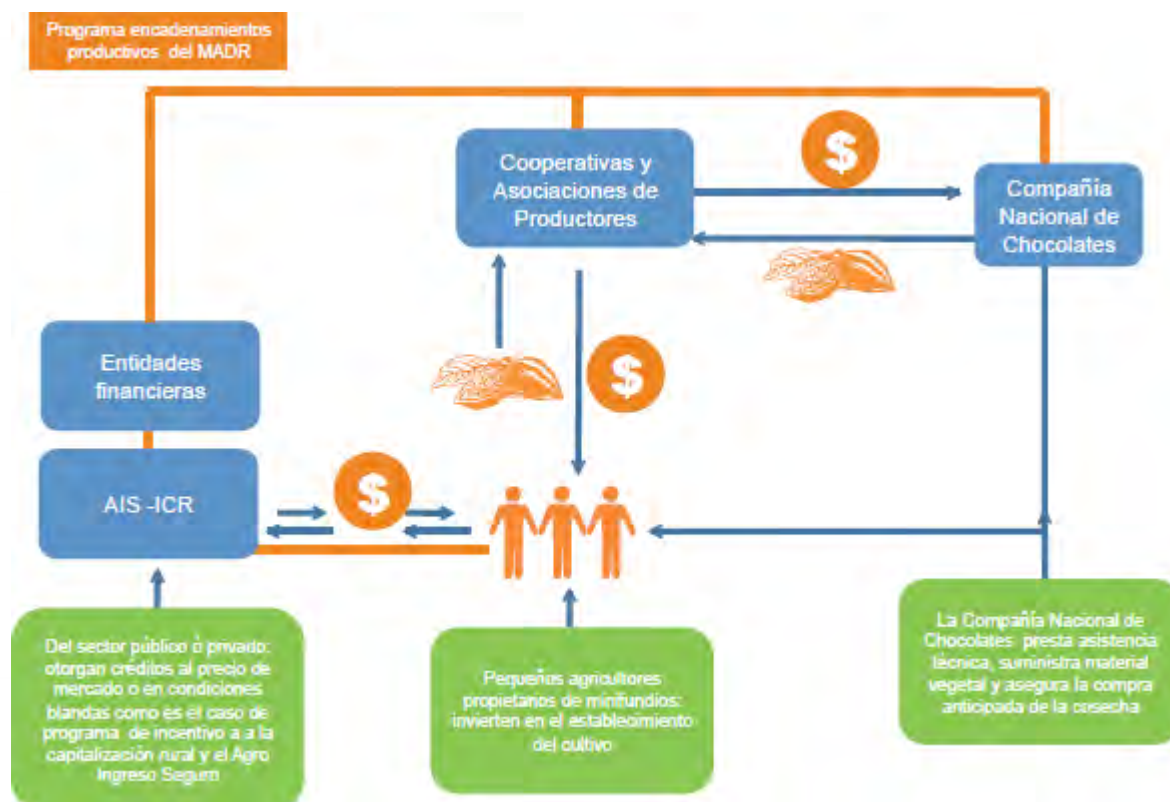 Programa encadenamientos
productivos del MADR
Cooperativas y
Asociaciones de
Productores
$
Compañía
Nacional de
Chocolates
Entidades
financieras
$
AIS -ICR
$
Del sector público ò privado:
otorgan créditos al precio de
mercado o en condiciones
blandas como es el caso de
programa de incentivo a a la
capitalización rural y el Agro
Ingreso Seguro
Pequeños agricultores
propietarios de minifundios:
invierten en el establecimiento
del cultivo
La Compañía Nacional de
Chocolates presta asistencia
técnica, suministra material
vegetal y asegura la compra
anticipada de la cosecha